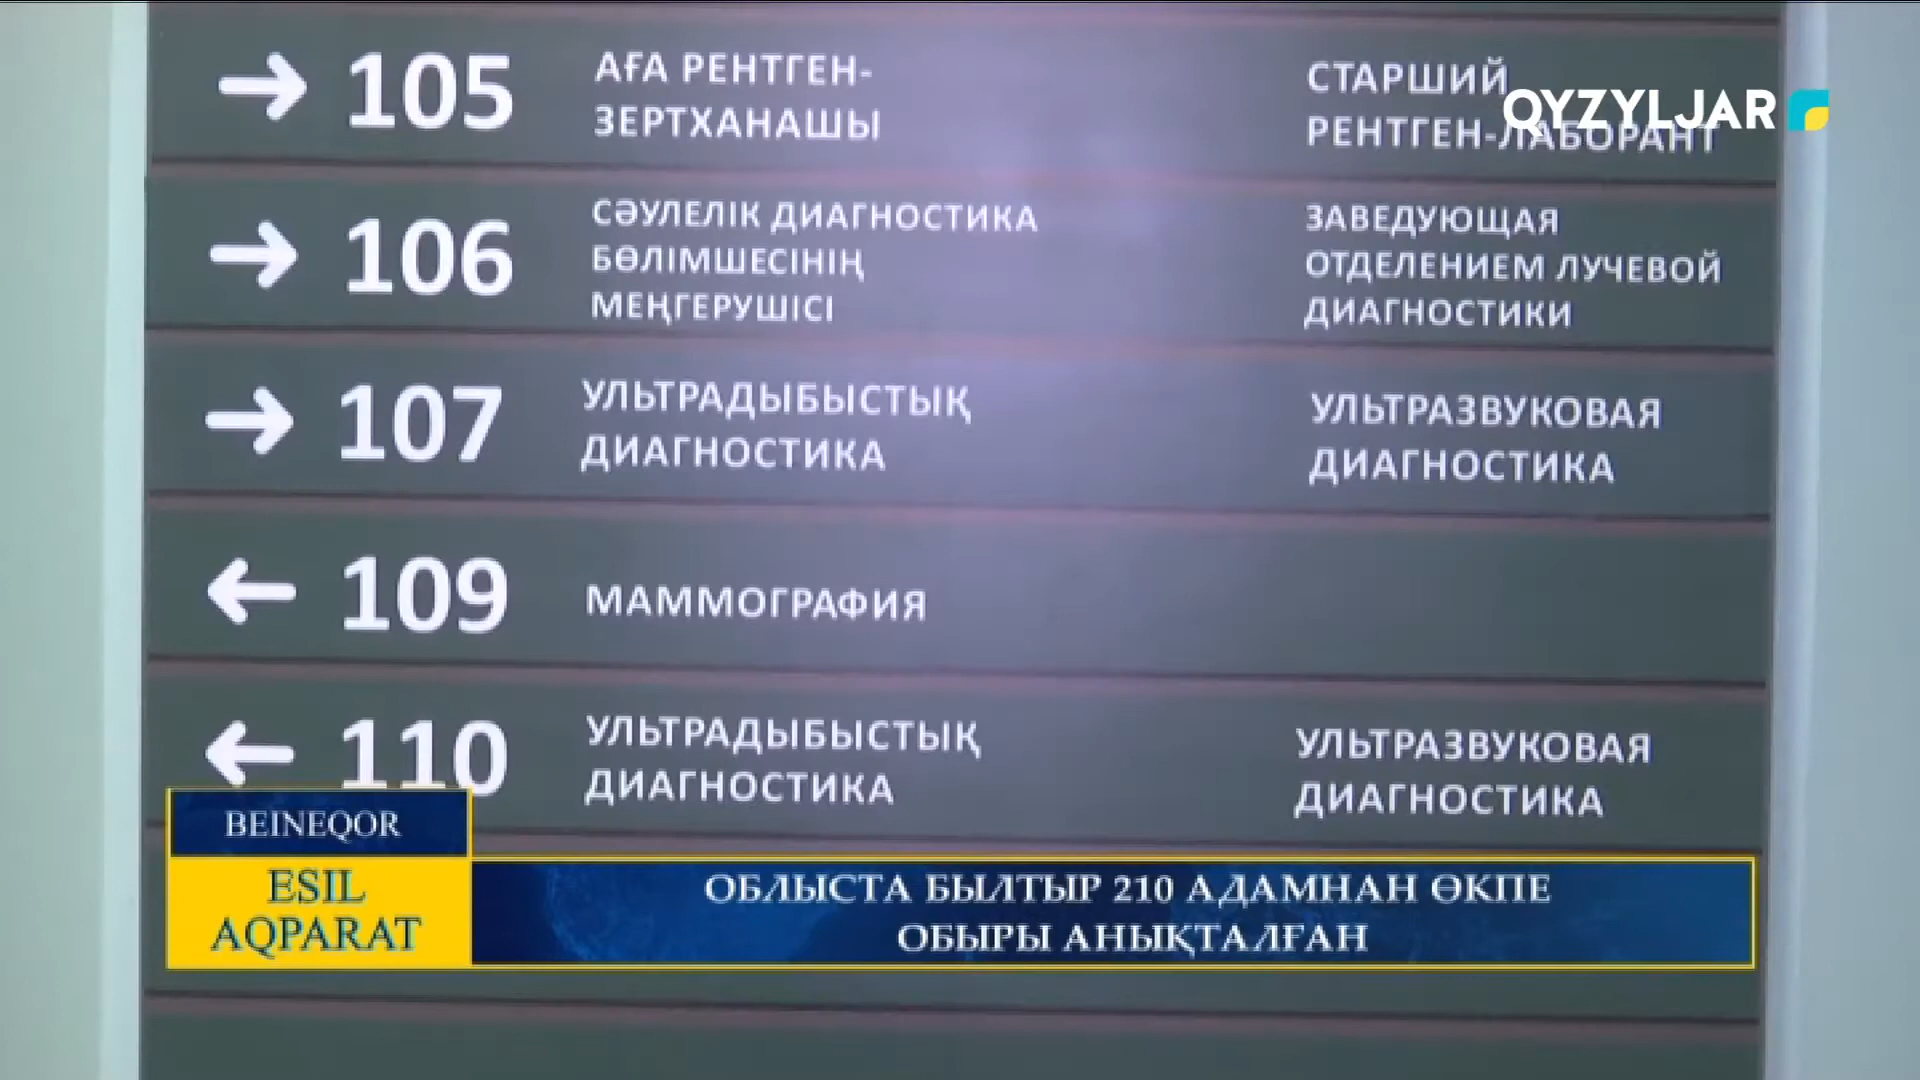 105
АҒА РЕНТГЕН-
ЗЕРТХАНАШЫ
СТАРШИЙ
РЕНТГЕН-ЛАБОРАНТ
QYZYLJAR
106
СӘУЛЕЛІК ДИАГНОСТИКА
БӨЛІМШЕСІНІҢ
МЕҢГЕРУШІСІ
ЗАВЕДУЮЩАЯ
ОТДЕЛЕНИЕМ ЛУЧЕВОЙ
ДИАГНОСТИКИ
107
УЛЬТРАДЫБЫСТЫҚ
ДИАГНОСТИКА
УЛЬТРАЗВУКОВАЯ
ДИАГНОСТИКА
109
МАММОГРАФИЯ
110
УЛЬТРАДЫБЫСТЫҚ
ДИАГНОСТИКА
УЛЬТРАЗВУКОВАЯ
ДИАГНОСТИКА
BEINEQOR
ESIL
AQPARAT
ОБЛЫСТА БЫЛТЫР 210 АДАМНАН ӨКПЕ
ОБЫРЫ АНЫҚТАЛҒАН